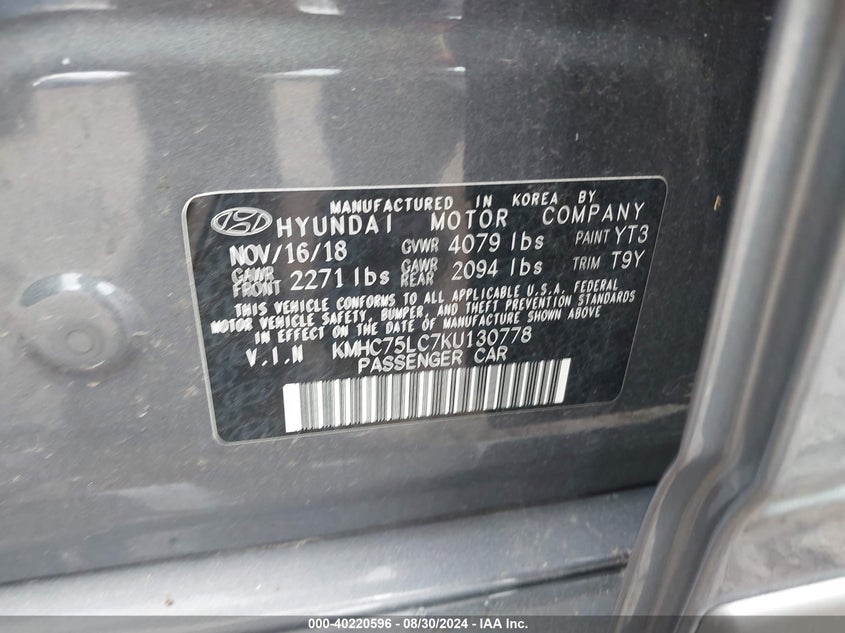 MANUFACTURED IN KOREA BY
HYUNDAI MOTOR COMPANY
NOV/16/18 GVWR 4079 lbs PAINT YT3
GAWR FRONT 2271 lbs GAWR REAR 2094 lbs TRIM T9Y
THIS VEHICLE CONFORMS TO ALL APPLICABLE U.S.A. FEDERAL
MOTOR VEHICLE SAFETY, BUMPER, AND THEFT PREVENTION STANDARDS
IN EFFECT ON THE DATE OF MANUFACTURE SHOWN ABOVE
V.I.N KMHC75LC7KU130778
PASSENGER CAR
000-40220596 - 08/30/2024 - IAA Inc.